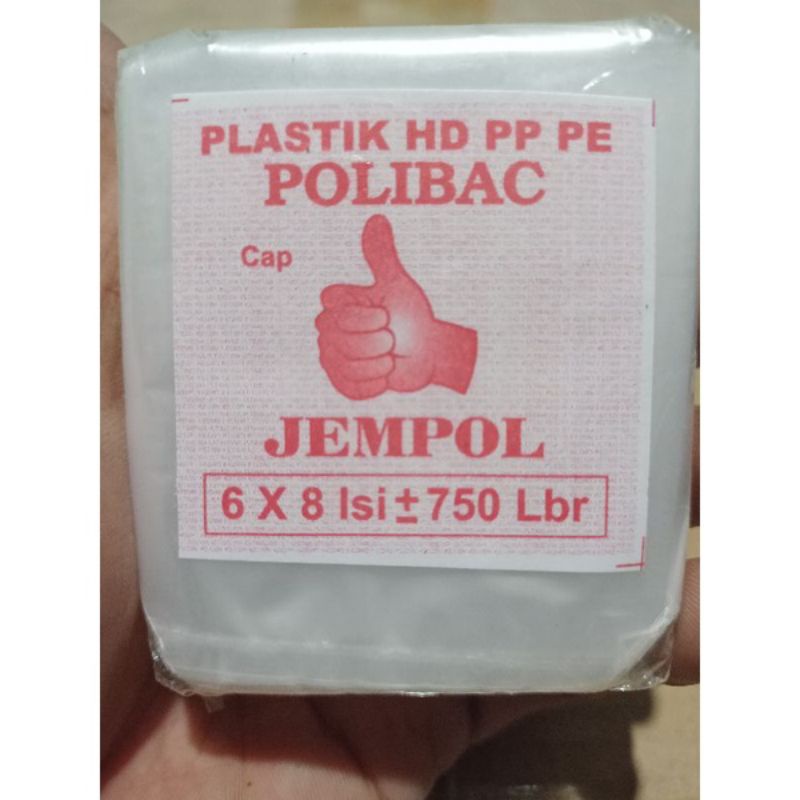 PLASTIK HD PP PE
POLIBAC
Cap
JEMPOL
6 X 8 Isi ± 750 Lbr